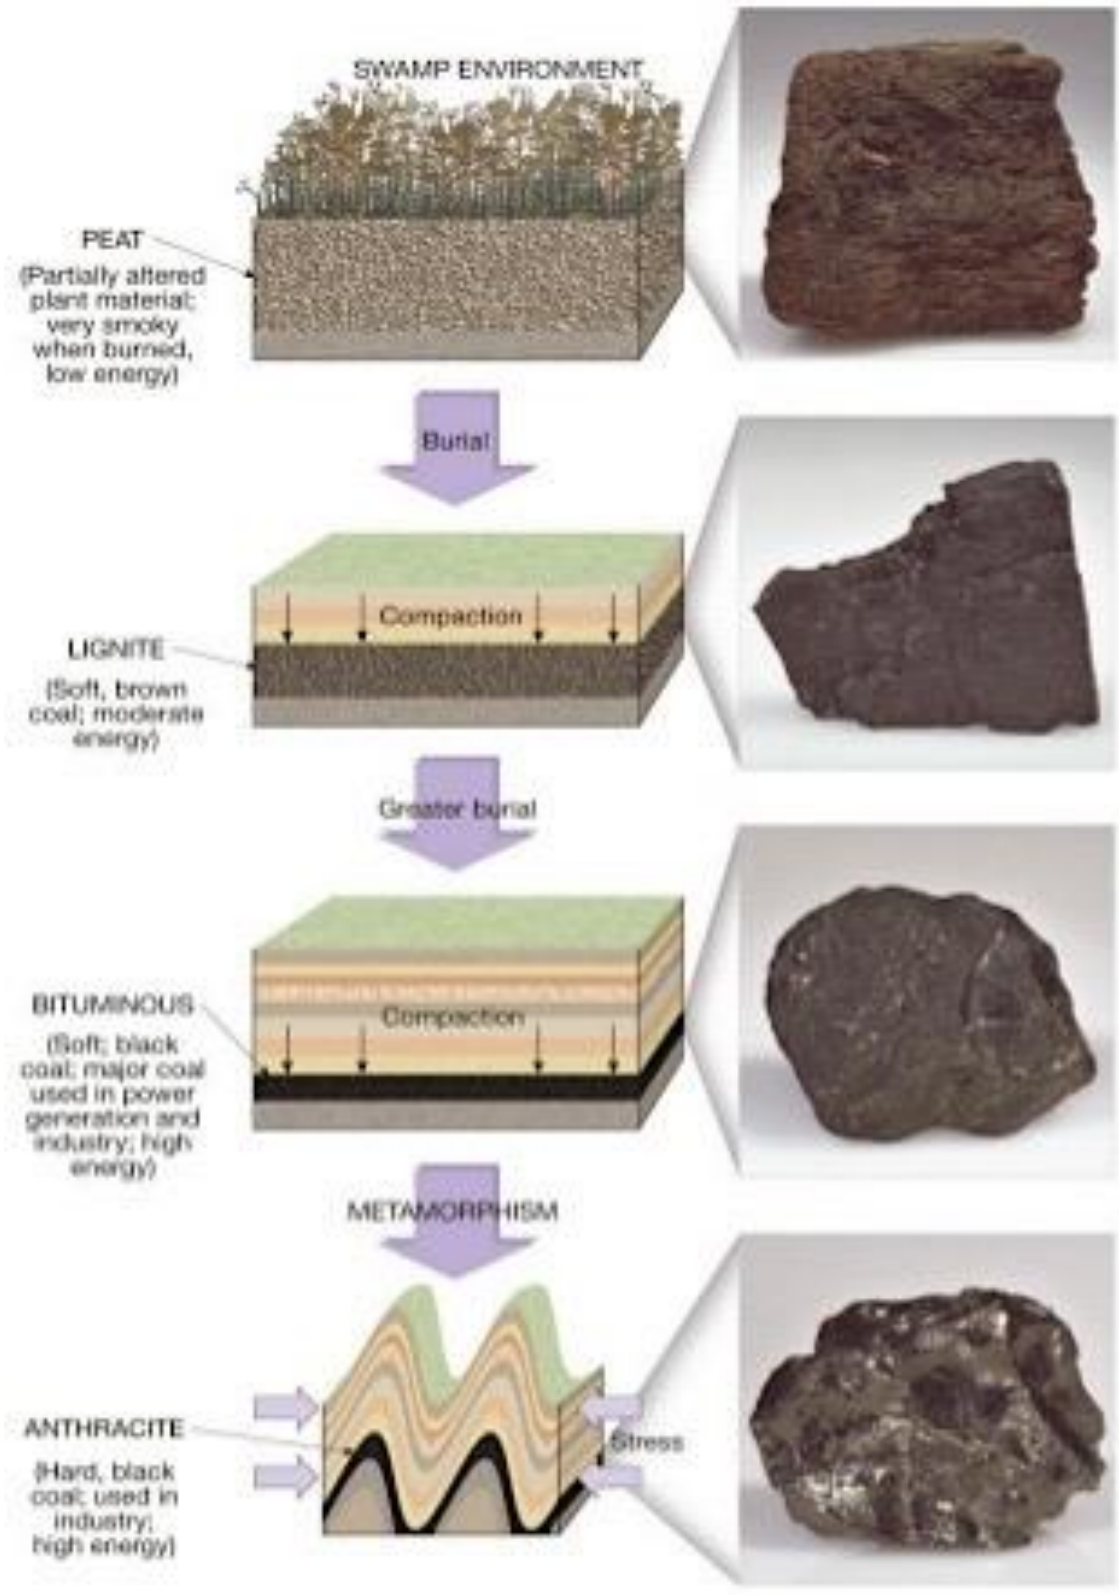 SWAMP ENVIRONMENT
PEAT
(Partially altered
plant material;
very smoky
when burned,
low energy)
Burial
Compaction
LIGNITE
(Soft, brown
coal; moderate
energy)
Greater burial
BITUMINOUS
(Soft; black
coal; major coal
used in power
generation and
industry; high
energy)
Compaction
METAMORPHISM
ANTHRACITE
(Hard, black
coal; used in
industry;
high energy)
Stress